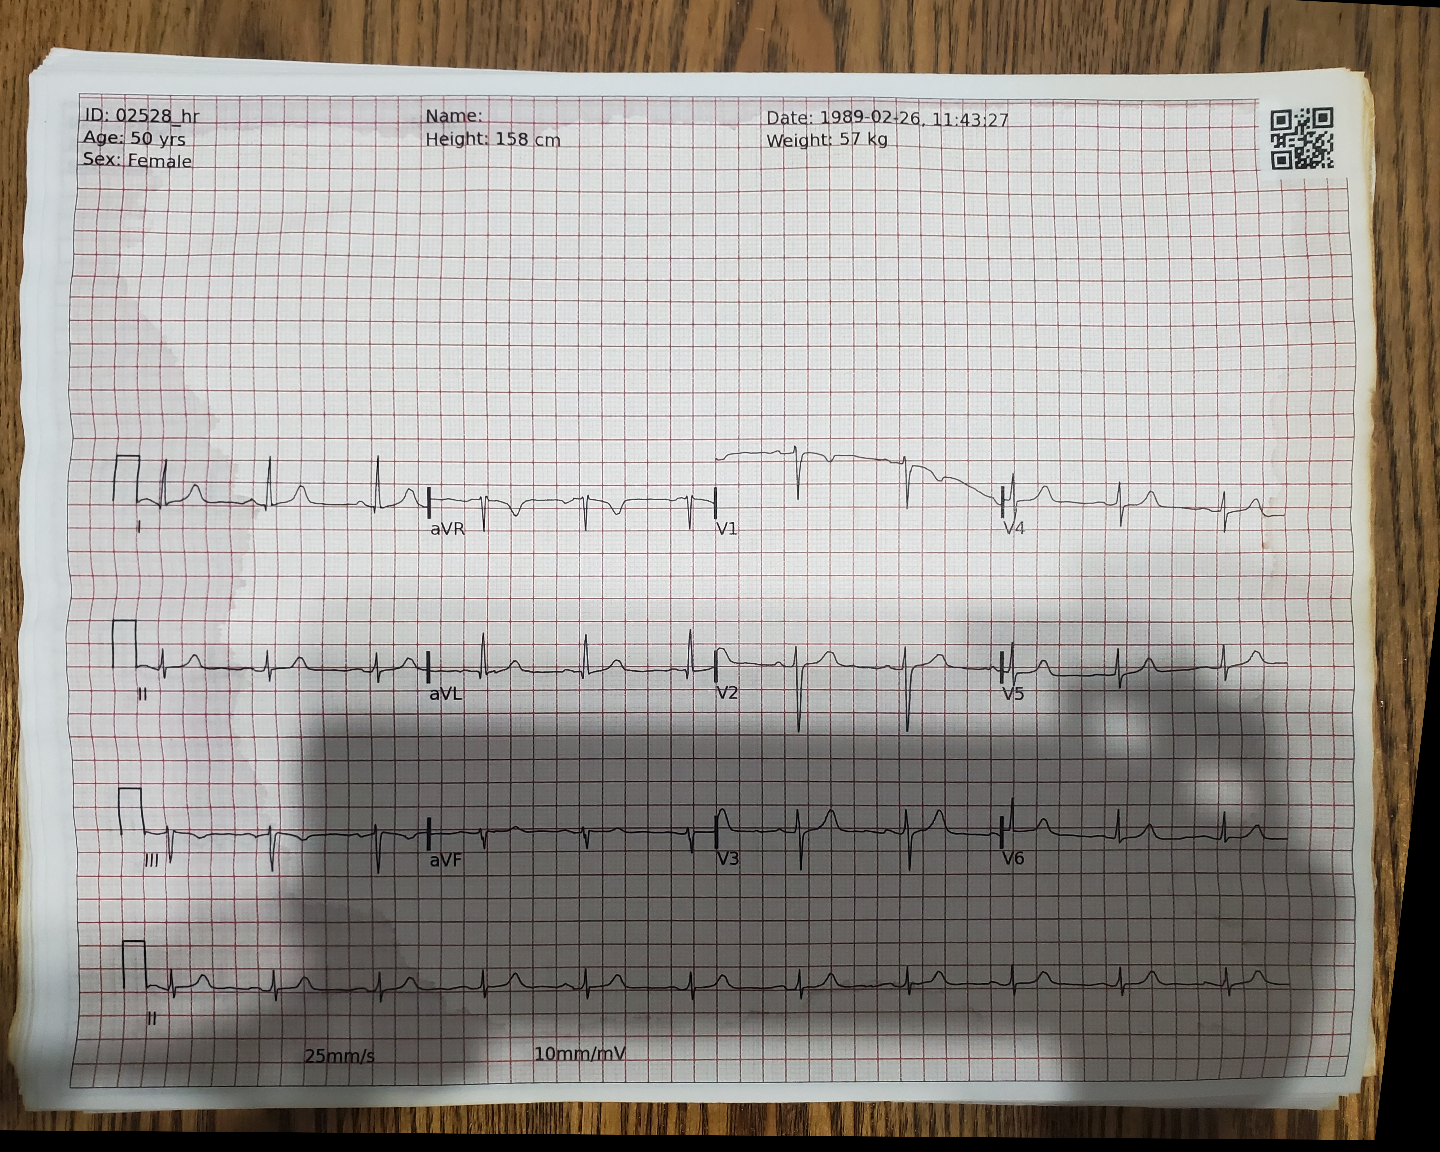 ID: 02528_hr
Name:
Date: 1989-02-26, 11:43:27
Age: 50 yrs
Height: 158 cm
Weight: 57 kg
Sex: Female
I
aVR
V1
V4
II
aVL
V2
V5
III
aVF
V3
V6
II
25mm/s
10mm/mV